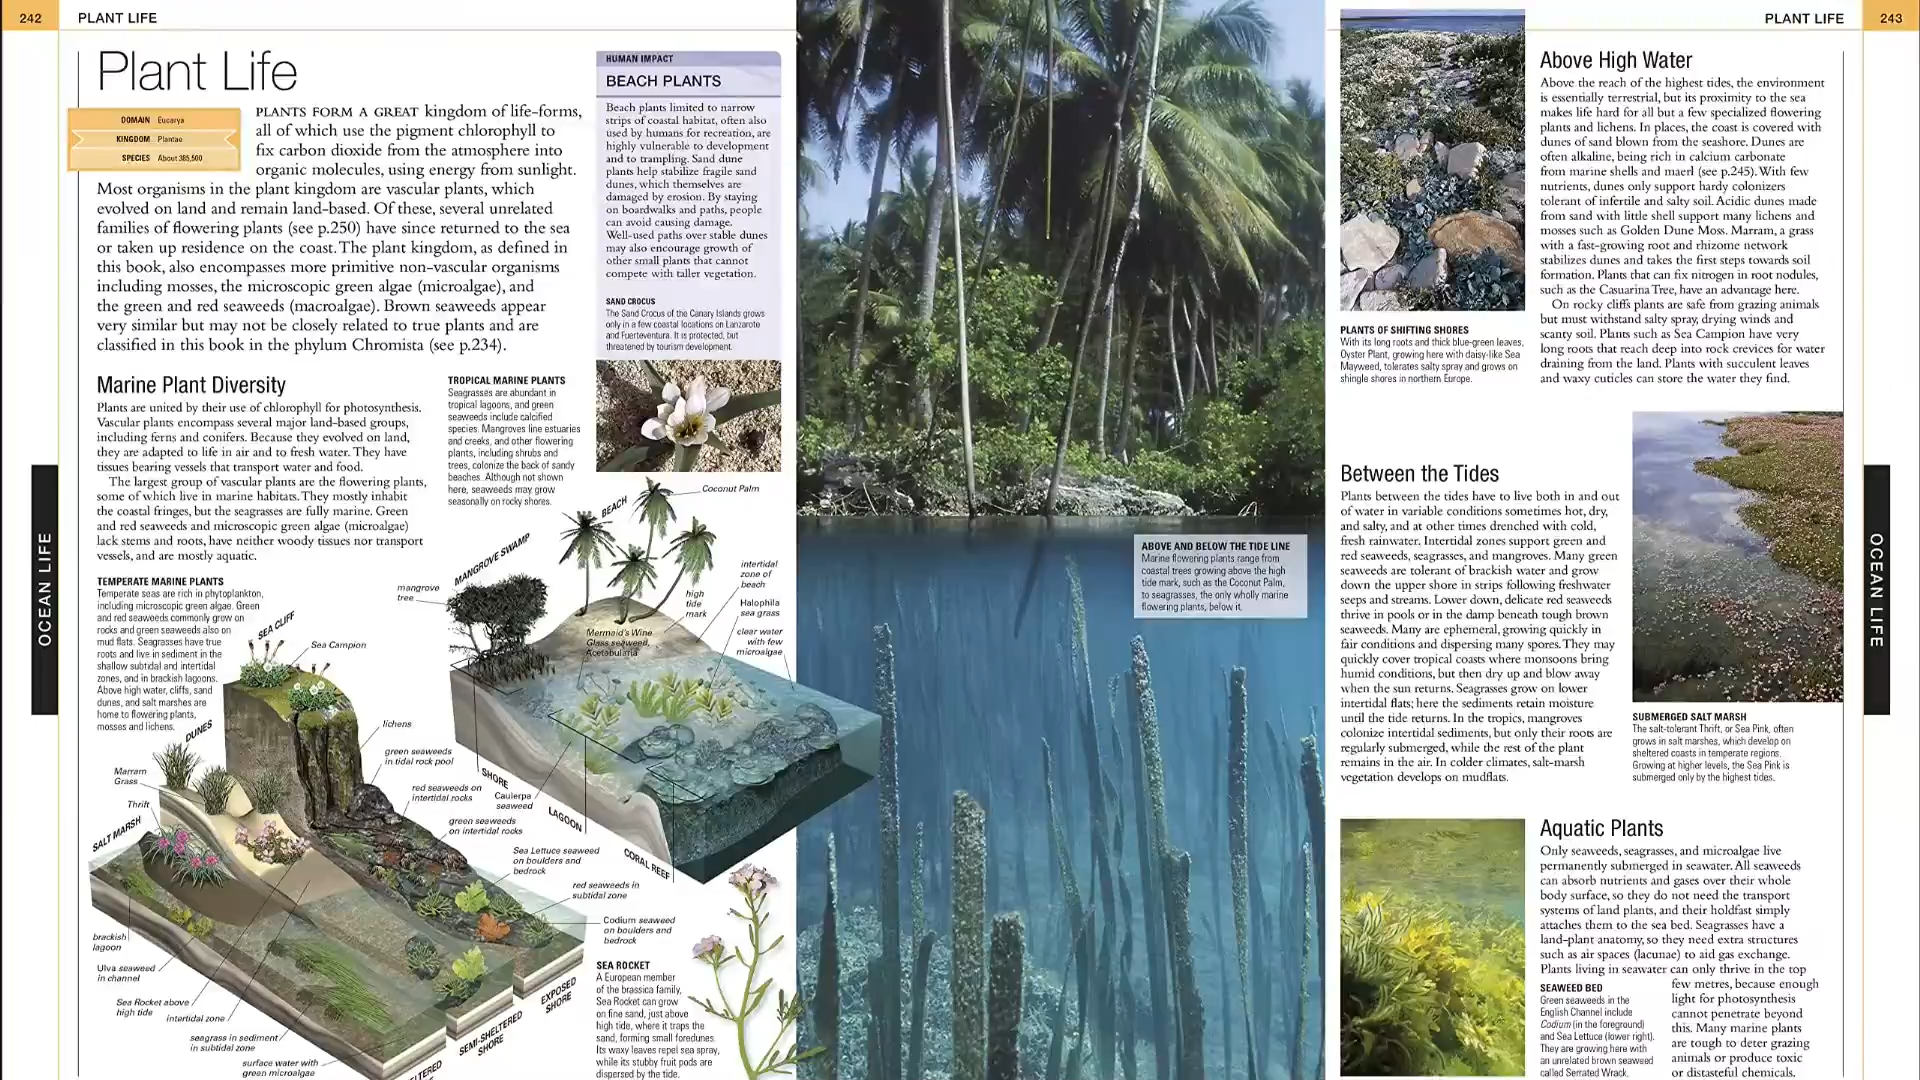 242
PLANT LIFE
Plant Life
DOMAIN Eucarya
KINGDOM Plantae
SPECIES About 385,500
PLANTS FORM A GREAT kingdom of life-forms,
all of which use the pigment chlorophyll to
fix carbon dioxide from the atmosphere into
organic molecules, using energy from sunlight.
Most organisms in the plant kingdom are vascular plants, which
evolved on land and remain land-based. Of these, several unrelated
families of flowering plants (see p.250) have since returned to the sea
or taken up residence on the coast. The plant kingdom, as defined in
this book, also encompasses more primitive non-vascular organisms
including mosses, the microscopic green algae (microalgae), and
the green and red seaweeds (macroalgae). Brown seaweeds appear
very similar but may not be closely related to true plants and are
classified in this book in the phylum Chromista (see p.234).
Marine Plant Diversity
Plants are united by their use of chlorophyll for photosynthesis.
Vascular plants encompass several major land-based groups,
including ferns and conifers. Because they evolved on land,
they are adapted to life in air and to fresh water. They have
tissues bearing vessels that transport water and food.
The largest group of vascular plants are the flowering plants,
some of which live in marine habitats. They mostly inhabit
the coastal fringes, but the seagrasses are fully marine. Green
and red seaweeds and microscopic green algae (microalgae)
lack stems and roots, have neither woody tissues nor transport
vessels, and are mostly aquatic.
TEMPERATE MARINE PLANTS
Temperate seas are rich in phytoplankton,
including microscopic green algae. Green
and red seaweeds commonly grow on
rocks and green seaweeds also on
mud flats. Seagrasses have true
roots and live in sediment in the
shallow subtidal and intertidal
zones, and in brackish lagoons.
Above high water, cliffs, sand
dunes, and salt marshes are
home to flowering plants,
mosses and lichens.
TROPICAL MARINE PLANTS
Seagrasses are abundant in
tropical lagoons, and green
seaweeds include calcified
species. Mangroves line estuaries
and creeks, and other flowering
plants, including shrubs and
trees, colonize the back of sandy
beaches. Although not shown
here, seaweeds may grow
seasonally on rocky shores.
HUMAN IMPACT
BEACH PLANTS
Beach plants limited to narrow
strips of coastal habitat, often also
used by humans for recreation, are
highly vulnerable to development
and to trampling. Sand dune
plants help stabilize fragile sand
dunes, which themselves are
damaged by erosion. By staying
on boardwalks and paths, people
can avoid causing damage.
Well-used paths over stable dunes
may also encourage growth of
other small plants that cannot
compete with taller vegetation.
SAND CROCUS
The Sand Crocus of the Canary Islands grows
only in a few coastal locations on Lanzarote
and Fuerteventura. It is protected, but
threatened by tourism development.
BEACH
Coconut Palm
MANGROVE SWAMP
mangrove
tree
intertidal
zone of
beach
high
tide
mark
Halophila
sea grass
Mermaid's Wine
Glass seaweed,
Acetabularia
clear water
with few
microalgae
SHORE
Caulerpa
seaweed
LAGOON
CORAL REEF
SEA CLIFF
Sea Campion
lichens
DUNES
green seaweeds
in tidal rock pool
Marram
Grass
red seaweeds on
intertidal rocks
Thrift
green seaweeds
on intertidal rocks
SALT MARSH
Sea Lettuce seaweed
on boulders and
bedrock
red seaweeds in
subtidal zone
Codium seaweed
on boulders and
bedrock
brackish
lagoon
Ulva seaweed
in channel
Sea Rocket above
high tide
intertidal zone
seagrass in sediment
in subtidal zone
surface water with
green microalgae
EXPOSED
SHORE
SEMI-SHELTERED
SHORE
SEA ROCKET
A European member
of the brassica family,
Sea Rocket can grow
on fine sand, just above
high tide, where it traps the
sand, forming small foredunes.
Its waxy leaves repel sea spray,
while its stubby fruit pods are
dispersed by the tide.
OCEAN LIFE
ABOVE AND BELOW THE TIDE LINE
Marine flowering plants range from
coastal trees growing above the high
tide mark, such as the Coconut Palm,
to seagrasses, the only wholly marine
flowering plants, below it.
PLANT LIFE
243
PLANTS OF SHIFTING SHORES
With its long roots and thick blue-green leaves,
Oyster Plant, growing here with daisy-like Sea
Mayweed, tolerates salty spray and grows on
shingle shores in northern Europe.
Above High Water
Above the reach of the highest tides, the environment
is essentially terrestrial, but its proximity to the sea
makes life hard for all but a few specialized flowering
plants and lichens. In places, the coast is covered with
dunes of sand blown from the seashore. Dunes are
often alkaline, being rich in calcium carbonate
from marine shells and maerl (see p.245). With few
nutrients, dunes only support hardy colonizers
tolerant of infertile and salty soil. Acidic dunes made
from sand with little shell support many lichens and
mosses such as Golden Dune Moss. Marram, a grass
with a fast-growing root and rhizome network
stabilizes dunes and takes the first steps towards soil
formation. Plants that can fix nitrogen in root nodules,
such as the Casuarina Tree, have an advantage here.
On rocky cliffs plants are safe from grazing animals
but must withstand salty spray, drying winds and
scanty soil. Plants such as Sea Campion have very
long roots that reach deep into rock crevices for water
draining from the land. Plants with succulent leaves
and waxy cuticles can store the water they find.
Between the Tides
Plants between the tides have to live both in and out
of water in variable conditions sometimes hot, dry,
and salty, and at other times drenched with cold,
fresh rainwater. Intertidal zones support green and
red seaweeds, seagrasses, and mangroves. Many green
seaweeds are tolerant of brackish water and grow
down the upper shore in strips following freshwater
seeps and streams. Lower down, delicate red seaweeds
thrive in pools or in the damp beneath tough brown
seaweeds. Many are ephemeral, growing quickly in
fair conditions and dispersing many spores. They may
quickly cover tropical coasts where monsoons bring
humid conditions, but then dry up and blow away
when the sun returns. Seagrasses grow on lower
intertidal flats; here the sediments retain moisture
until the tide returns. In the tropics, mangroves
colonize intertidal sediments, but only their roots are
regularly submerged, while the rest of the plant
remains in the air. In colder climates, salt-marsh
vegetation develops on mudflats.
SUBMERGED SALT MARSH
The salt-tolerant Thrift, or Sea Pink, often
grows in salt marshes, which develop on
sheltered coasts in temperate regions.
Growing at higher levels, the Sea Pink is
submerged only by the highest tides.
Aquatic Plants
Only seaweeds, seagrasses, and microalgae live
permanently submerged in seawater. All seaweeds
can absorb nutrients and gases over their whole
body surface, so they do not need the transport
systems of land plants, and their holdfast simply
attaches them to the sea bed. Seagrasses have a
land-plant anatomy, so they need extra structures
such as air spaces (lacunae) to aid gas exchange.
Plants living in seawater can only thrive in the top
few metres, because enough
light for photosynthesis
cannot penetrate beyond
this. Many marine plants
are tough to deter grazing
animals or produce toxic
or distasteful chemicals.
SEAWEED BED
Green seaweeds in the
English Channel include
Codium (in the foreground)
and Sea Lettuce (lower right).
They are growing here with
an unrelated brown seaweed
called Serrated Wrack.
OCEAN LIFE